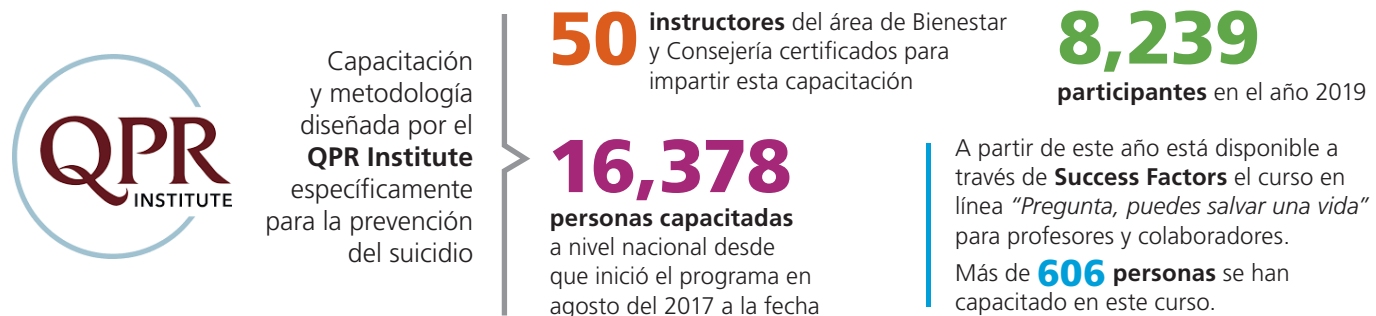 QPR
INSTITUTE
Capacitación
y metodología
diseñada por el
QPR Institute
específicamente
para la prevención
del suicidio
50
instructores del área de Bienestar
y Consejería certificados para
impartir esta capacitación
8,239
participantes en el año 2019
16,378
personas capacitadas
a nivel nacional desde
que inició el programa en
agosto del 2017 a la fecha
A partir de este año está disponible a
través de Success Factors el curso en
línea “Pregunta, puedes salvar una vida”
para profesores y colaboradores.
Más de 606 personas se han
capacitado en este curso.